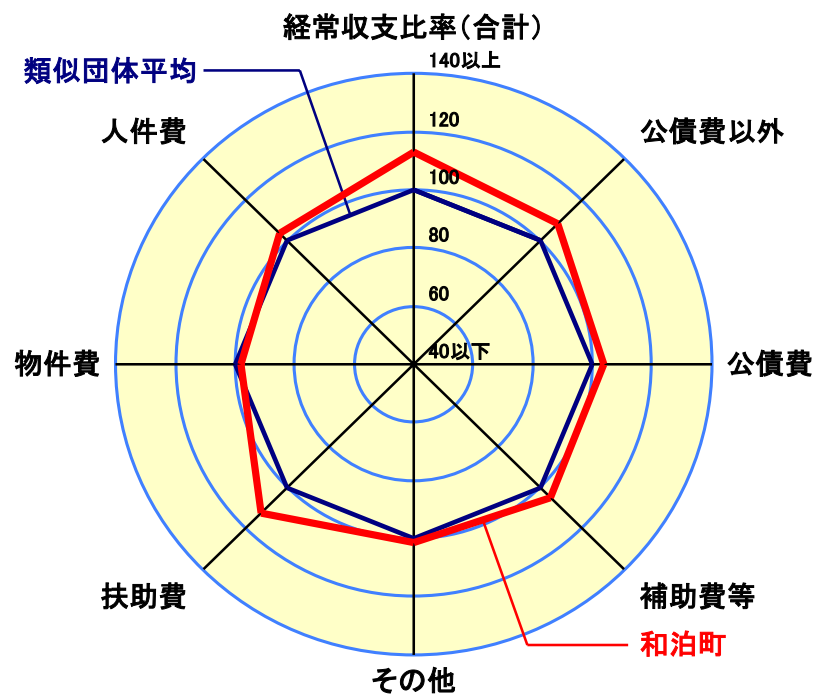 経常収支比率(合計)
140以上
類似団体平均
人件費
120
公債費以外
100
80
60
40以下
物件費
公債費
扶助費
補助費等
和泊町
その他